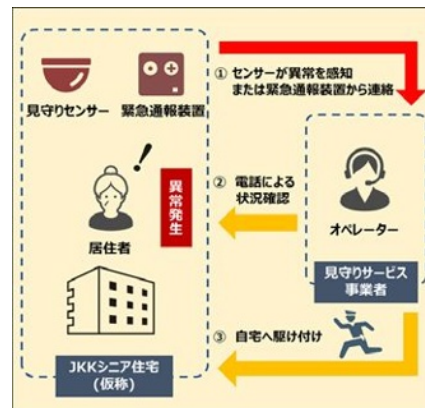 ① センサーが異常を感知
または緊急通報装置から連絡
見守りセンサー 緊急通報装置
② 電話による
状況確認
異常発生
居住者
オペレーター
見守りサービス
事業者
③ 自宅へ駆け付け
JKKシニア住宅
(仮称)